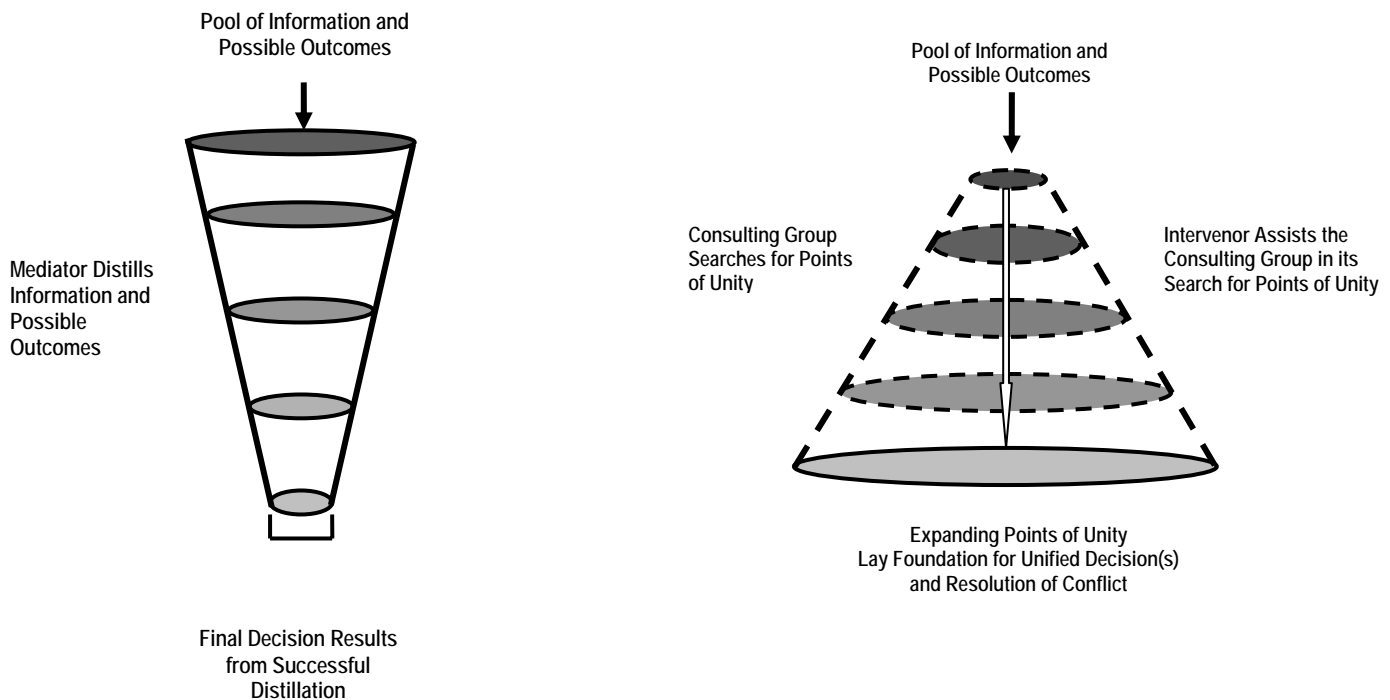 Pool of Information and
Possible Outcomes
Mediator Distills
Information and
Possible
Outcomes
Final Decision Results
from Successful
Distillation
Pool of Information and
Possible Outcomes
Consulting Group
Searches for Points
of Unity
Intervenor Assists the
Consulting Group in its
Search for Points of Unity
Expanding Points of Unity
Lay Foundation for Unified Decision(s)
and Resolution of Conflict